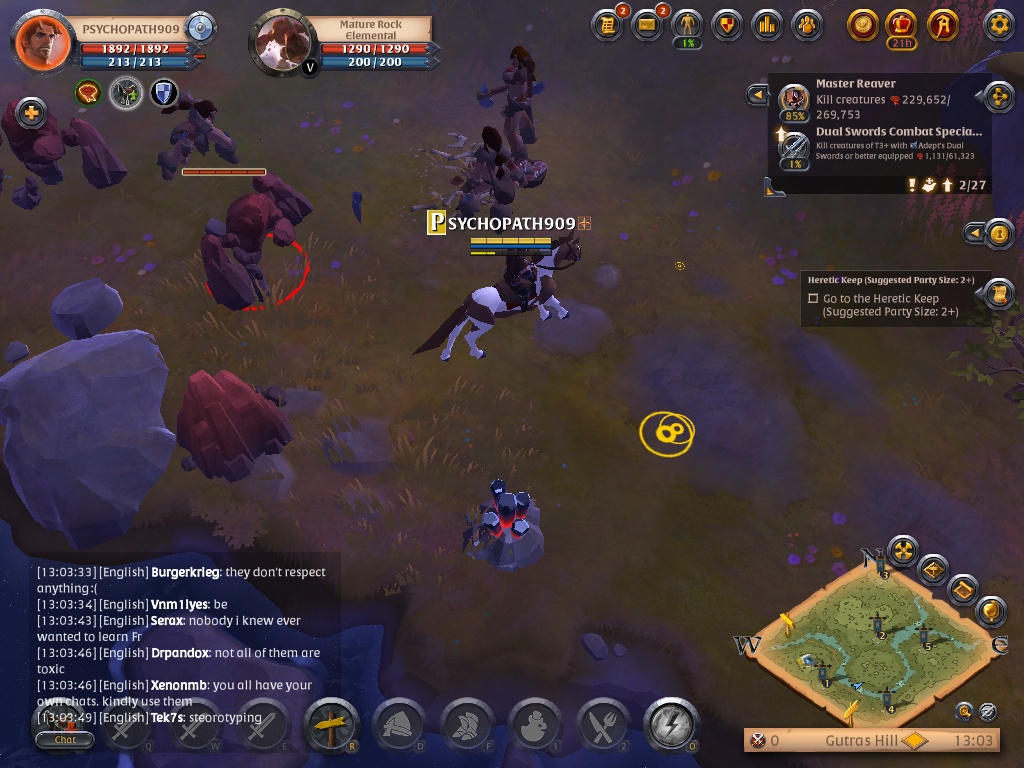 PSYCHOPATH909
1892/1892
213/213
Mature Rock
Elemental
1290/1290
200/200
V
2
2
1%
21h
Master Reaver
Kill creatures 229,652/
269,753
85%
Dual Swords Combat Specia...
Kill creatures of T3+ with Adept's Dual
Swords or better equipped 1,131/61,323
1%
2/27
PSYCHOPATH909
Heretic Keep (Suggested Party Size: 2+)
Go to the Heretic Keep
(Suggested Party Size: 2+)
[13:03:33][English] Burgerkrieg: they don't respect
anything :(
[13:03:34][English] Vnm1lyes: be
[13:03:43][English] Serax: nobody i knew ever
wanted to learn Fr
[13:03:46][English] Drpandox: not all of them are
toxic
[13:03:46][English] Xenonmb: you all have your
own chats. kindly use them
[13:03:49][English] Tek7s: steorotyping
Chat
Q
W
E
R
D
F
1
2
O
N
W
E
3
2
5
1
4
0
Gutras Hill
13:03